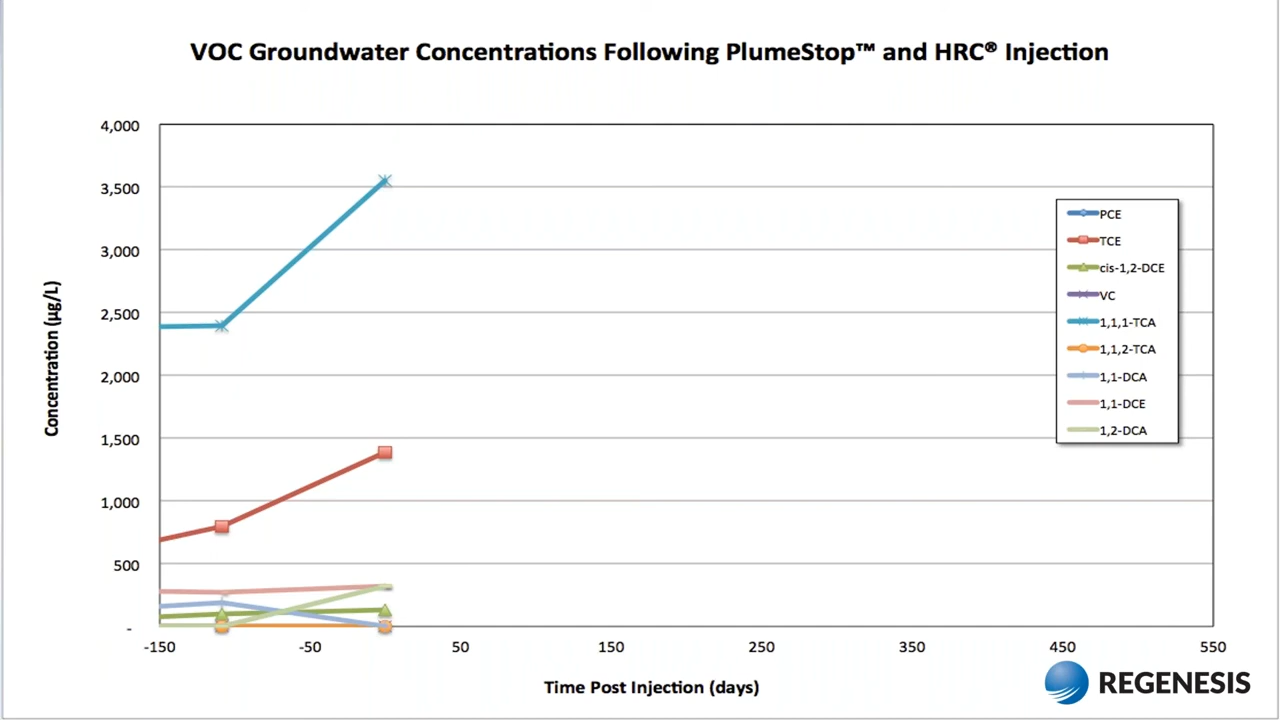 VOC Groundwater Concentrations Following PlumeStop™ and HRC® Injection
Concentration (µg/L)
4,000
3,500
3,000
2,500
2,000
1,500
1,000
500
-
-150
-50
50
150
250
350
450
550
Time Post Injection (days)
PCE
TCE
cis-1,2-DCE
VC
1,1,1-TCA
1,1,2-TCA
1,1-DCA
1,1-DCE
1,2-DCA
REGENESIS